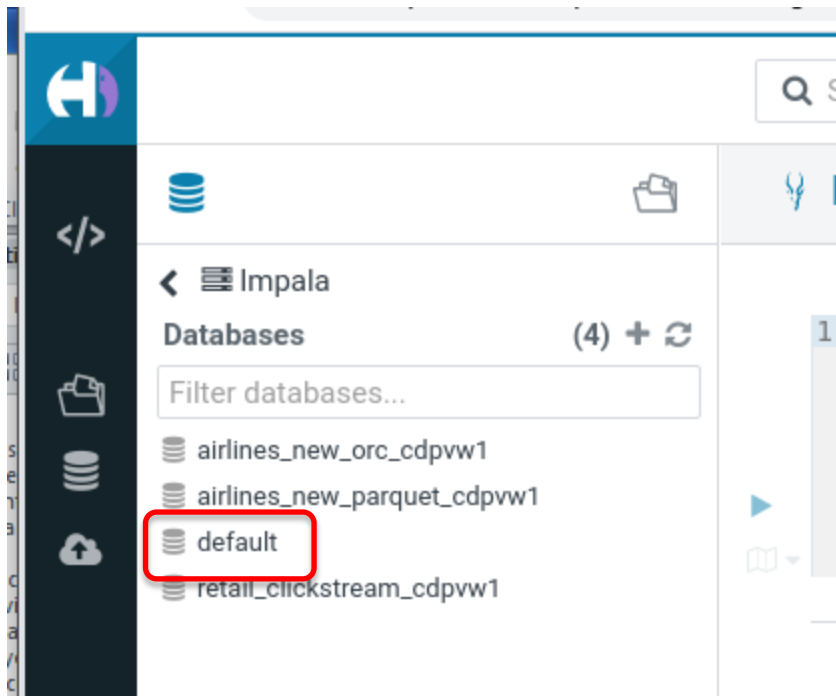 Impala
Databases (4)
Filter databases...
airlines_new_orc_cdpvw1
airlines_new_parquet_cdpvw1
default
retail_clickstream_cdpvw1
1